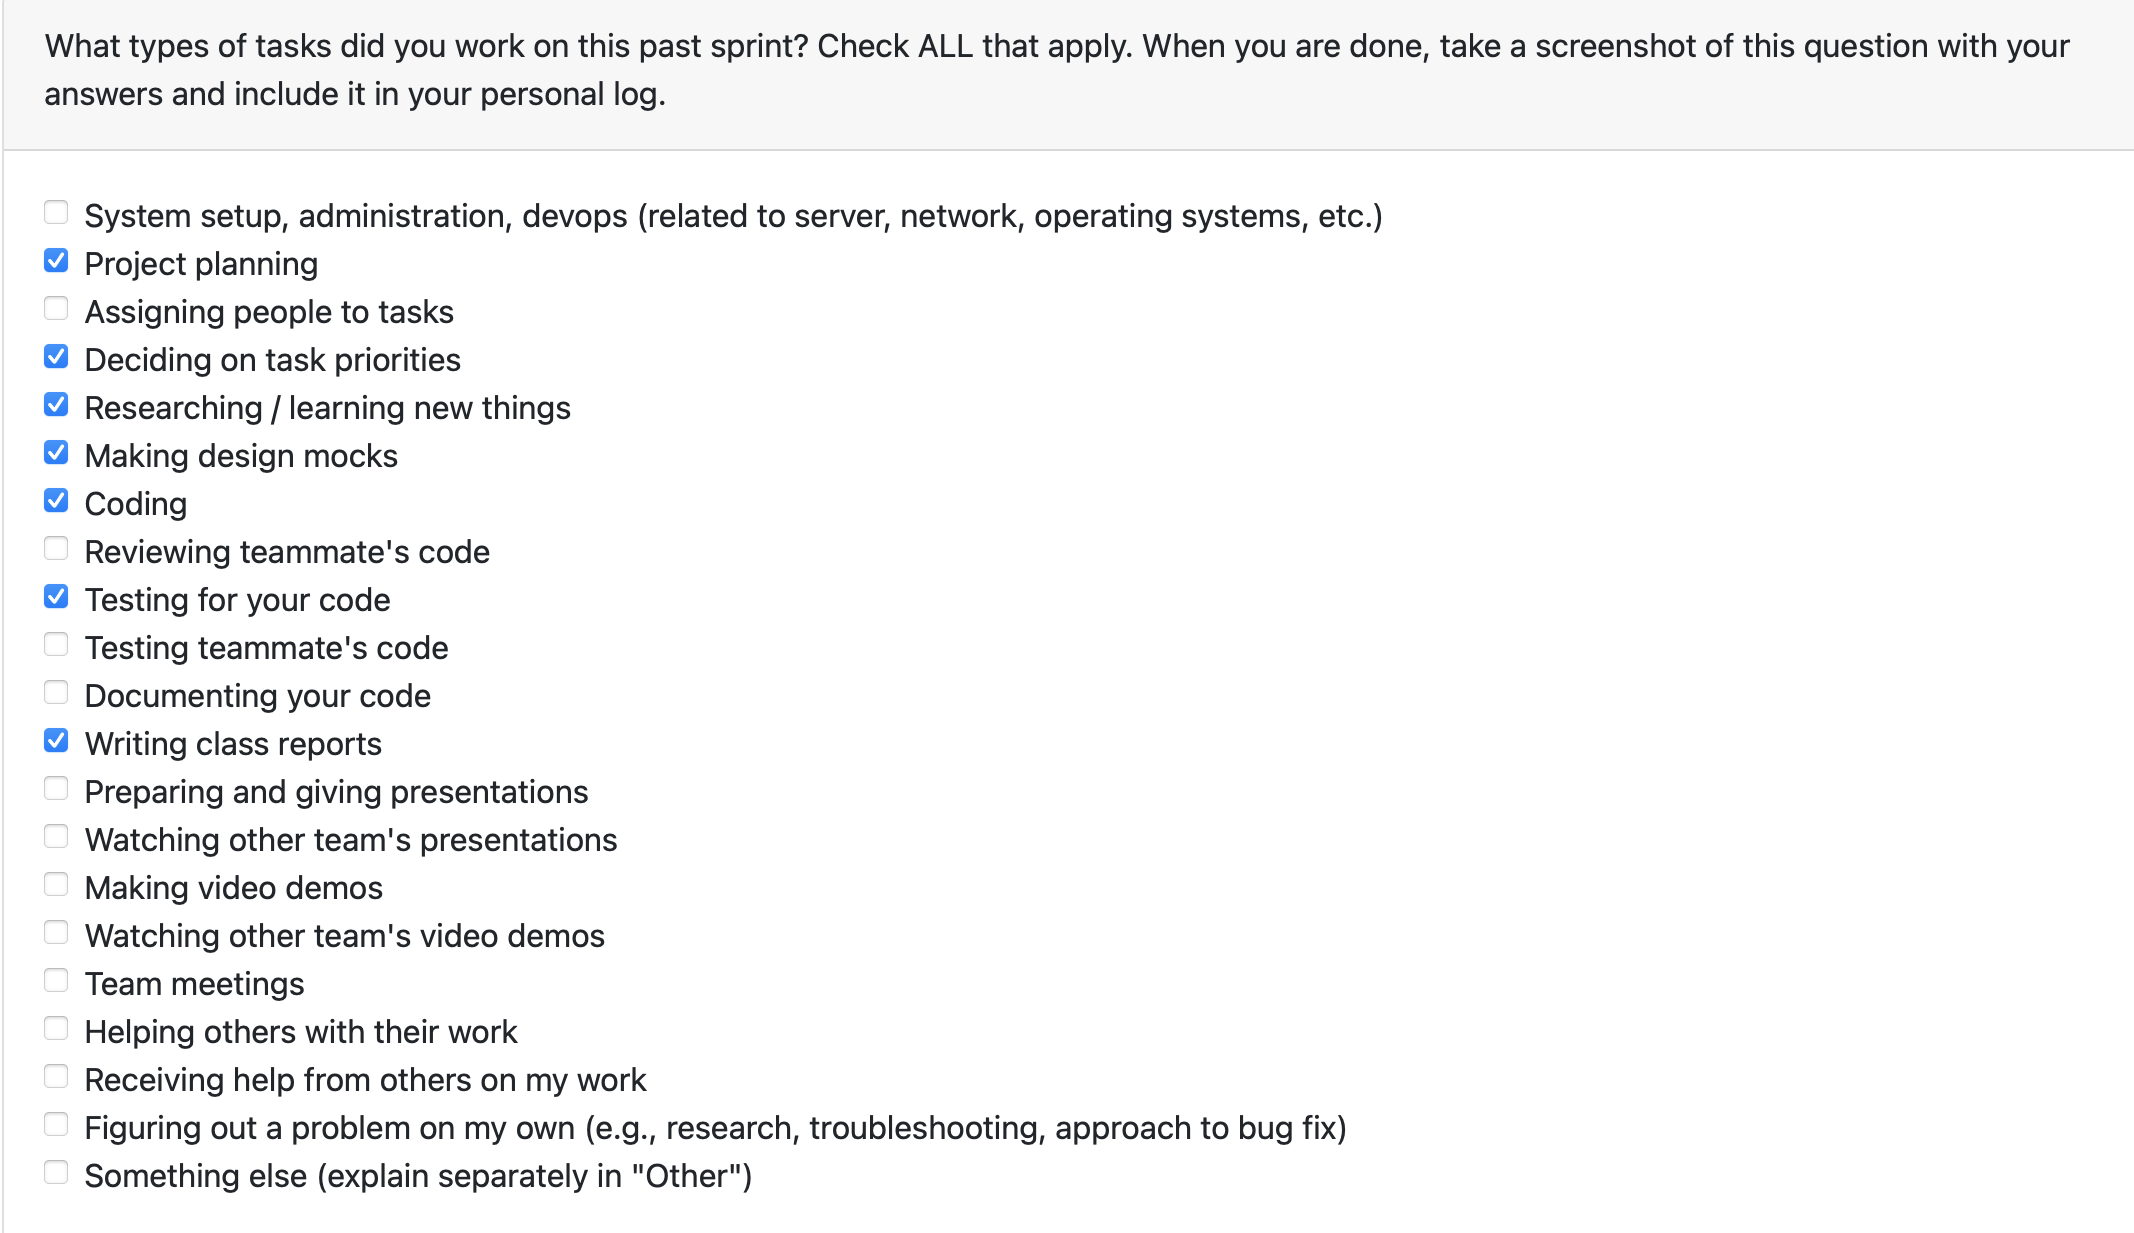 What types of tasks did you work on this past sprint? Check ALL that apply. When you are done, take a screenshot of this question with your
answers and include it in your personal log.
System setup, administration, devops (related to server, network, operating systems, etc.)
Project planning
Assigning people to tasks
Deciding on task priorities
Researching / learning new things
Making design mocks
Coding
Reviewing teammate's code
Testing for your code
Testing teammate's code
Documenting your code
Writing class reports
Preparing and giving presentations
Watching other team's presentations
Making video demos
Watching other team's video demos
Team meetings
Helping others with their work
Receiving help from others on my work
Figuring out a problem on my own (e.g., research, troubleshooting, approach to bug fix)
Something else (explain separately in "Other")